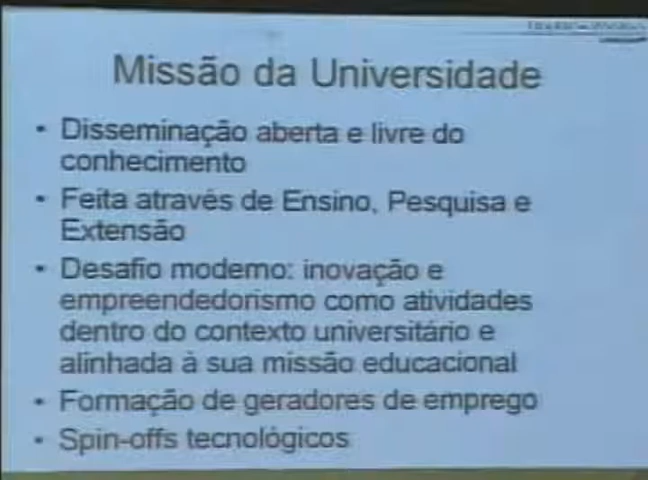 Missão da Universidade
• Disseminação aberta e livre do
conhecimento
• Feita através de Ensino, Pesquisa e
Extensão
• Desafio moderno: inovação e
empreendedorismo como atividades
dentro do contexto universitário e
alinhada à sua missão educacional
• Formação de geradores de emprego
• Spin-offs tecnológicos